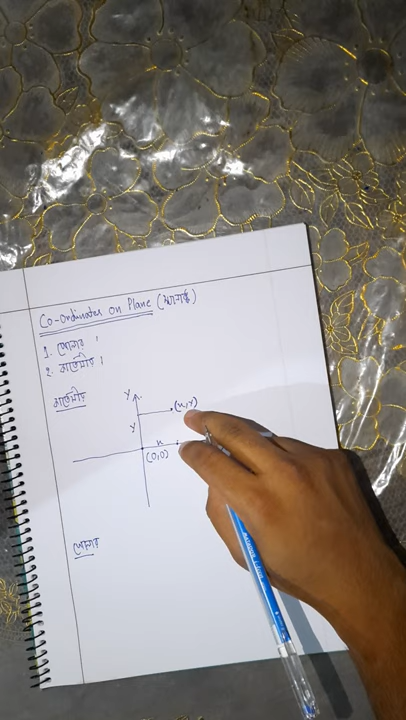 Co-Ordinates On Plane (স্থানাঙ্ক)
1. পোলার।
2. কার্তেসীয়।
কার্তেসীয়
Y
(x,y)
y
x
(0,0)
পোলার